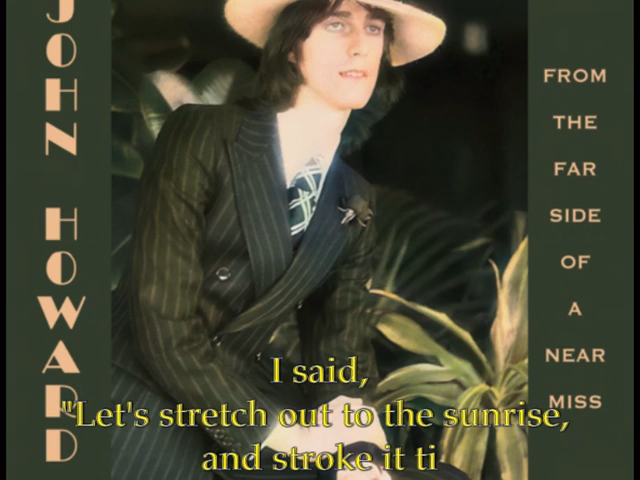 JOHN HOWARD
FROM
THE
FAR
SIDE
OF
A
NEAR
MISS
I said,
"Let's stretch out to the sunrise,
and stroke it ti